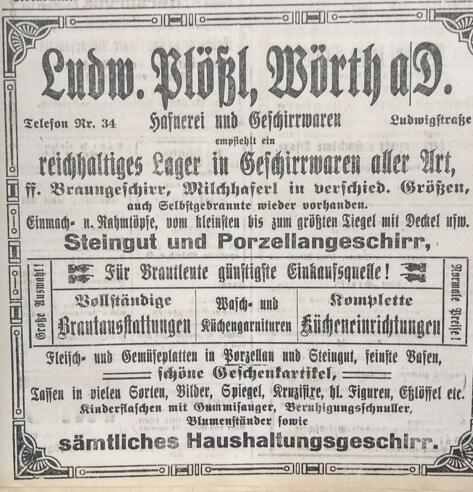 Ludw. Plößl, Wörth a|D.
Telefon Nr. 34 Hafnerei und Geschirrwaren Ludwigstraße
empfiehlt ein
reichhaltiges Lager in Geschirrwaren aller Art,
ff. Braungeschirr, Milchhaferl in verschied. Größen,
auch Selbstgebrannte wieder vorhanden.
Einmach- u. Rahmtöpfe, vom kleinsten bis zum größten Tiegel mit Deckel usw.
Steingut und Porzellangeschirr,
Große Auswahl!
Für Brautleute günstigste Einkaufsquelle!
Normale Preise!
Vollständige Brautausstattungen
Wasch- und Küchengarnituren
Komplette Kücheneinrichtungen
Fleisch- und Gemüseplatten in Porzellan und Steingut, feinste Vasen,
schöne Geschenkartikel,
Tassen in vielen Sorten, Bilder, Spiegel, Kruzifixe, hl. Figuren, Eßlöffel etc.
Kinderflaschen mit Gummisauger, Beruhigungsschnuller,
Blumenständer sowie
sämtliches Haushaltungsgeschirr.